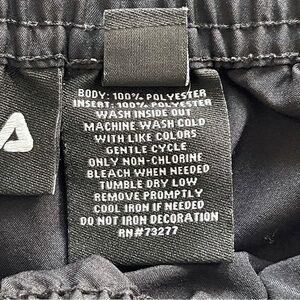 BODY: 100% POLYESTER
INSERT: 100% POLYESTER
WASH INSIDE OUT
MACHINE WASH COLD
WITH LIKE COLORS
GENTLE CYCLE
ONLY NON-CHLORINE
BLEACH WHEN NEEDED
TUMBLE DRY LOW
REMOVE PROMPTLY
COOL IRON IF NEEDED
DO NOT IRON DECORATION
RN#73277